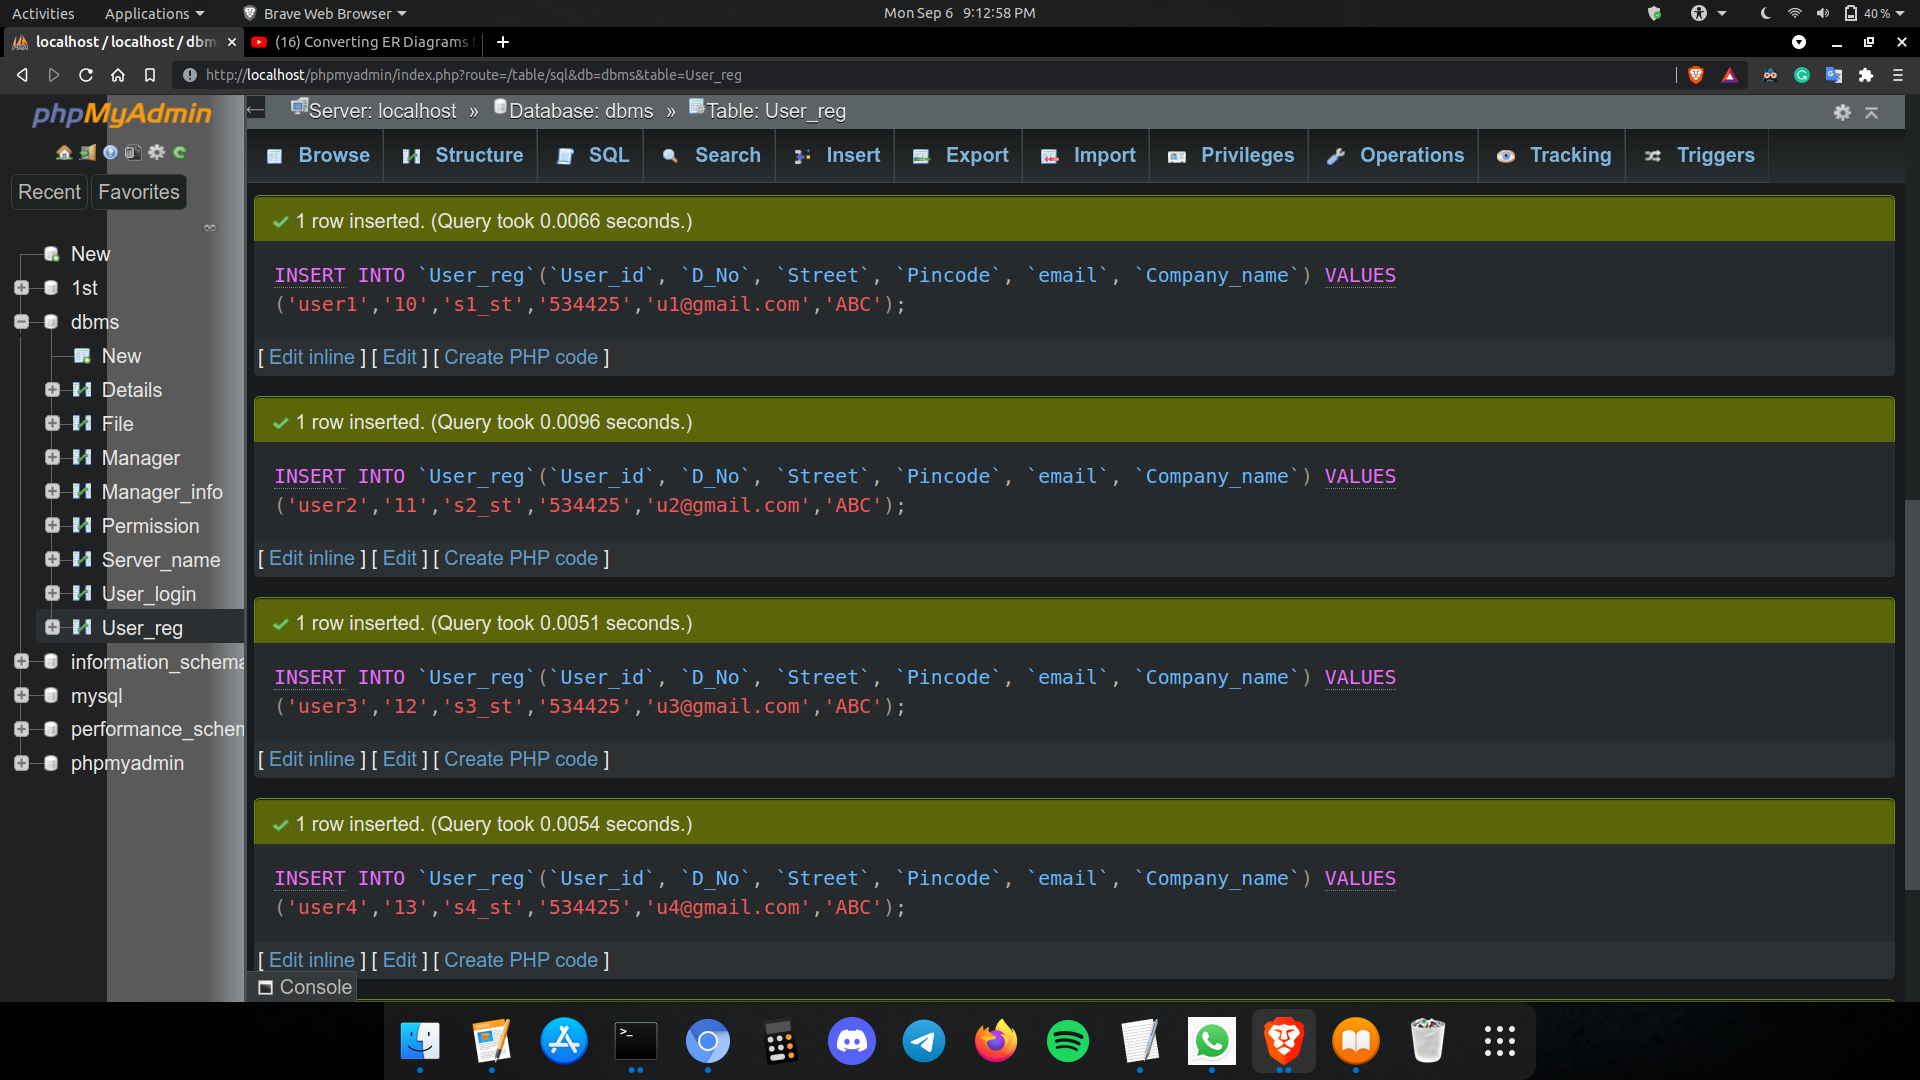 Activities
Applications
Brave Web Browser
Mon Sep 6 9:12:58 PM
40 %
localhost / localhost / dbm
(16) Converting ER Diagrams t
http://localhost/phpmyadmin/index.php?route=/table/sql&db=dbms&table=User_reg
phpMyAdmin
Recent
Favorites
New
1st
dbms
New
Details
File
Manager
Manager_info
Permission
Server_name
User_login
User_reg
information_schema
mysql
performance_schem
phpmyadmin
Server: localhost » Database: dbms » Table: User_reg
Browse
Structure
SQL
Search
Insert
Export
Import
Privileges
Operations
Tracking
Triggers
1 row inserted. (Query took 0.0066 seconds.)
INSERT INTO `User_reg`(`User_id`, `D_No`, `Street`, `Pincode`, `email`, `Company_name`) VALUES
('user1','10','s1_st','534425','u1@gmail.com','ABC');
[ Edit inline ] [ Edit ] [ Create PHP code ]
1 row inserted. (Query took 0.0096 seconds.)
INSERT INTO `User_reg`(`User_id`, `D_No`, `Street`, `Pincode`, `email`, `Company_name`) VALUES
('user2','11','s2_st','534425','u2@gmail.com','ABC');
[ Edit inline ] [ Edit ] [ Create PHP code ]
1 row inserted. (Query took 0.0051 seconds.)
INSERT INTO `User_reg`(`User_id`, `D_No`, `Street`, `Pincode`, `email`, `Company_name`) VALUES
('user3','12','s3_st','534425','u3@gmail.com','ABC');
[ Edit inline ] [ Edit ] [ Create PHP code ]
1 row inserted. (Query took 0.0054 seconds.)
INSERT INTO `User_reg`(`User_id`, `D_No`, `Street`, `Pincode`, `email`, `Company_name`) VALUES
('user4','13','s4_st','534425','u4@gmail.com','ABC');
[ Edit inline ] [ Edit ] [ Create PHP code ]
Console
>_